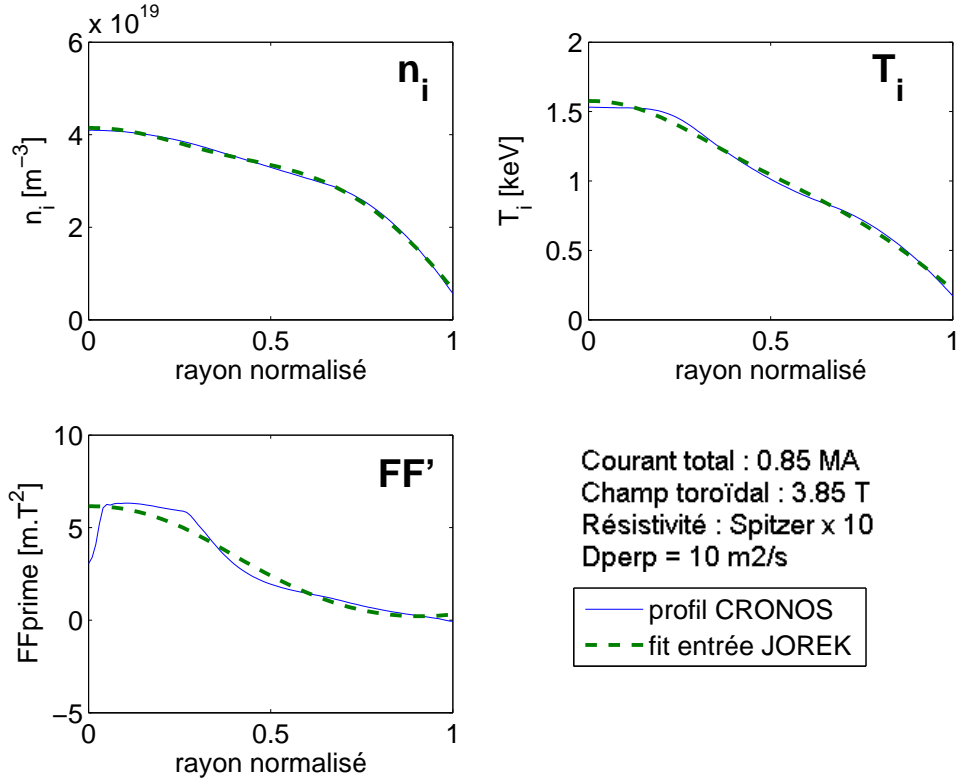 x 10^19
6
4
2
0
n_i [m^−3]
n_i
0
0.5
1
rayon normalisé
2
1.5
1
0.5
0
T_i [keV]
T_i
0
0.5
1
rayon normalisé
10
5
0
−5
FFprime [m.T^2]
FF'
0
0.5
1
rayon normalisé
Courant total : 0.85 MA
Champ toroïdal : 3.85 T
Résistivité : Spitzer x 10
Dperp = 10 m2/s
profil CRONOS
fit entrée JOREK